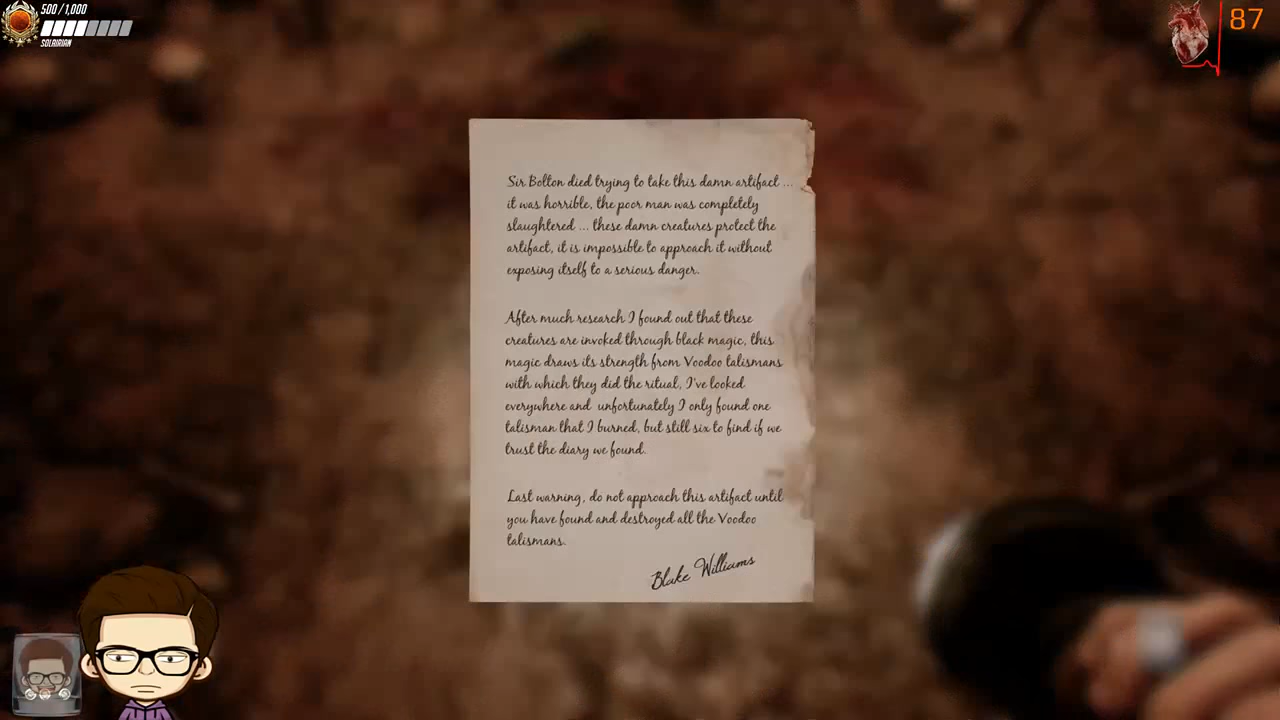 500 / 1,000
SOLAIRIAN
87
Sir Bolton died trying to take this damn artifact ...
it was horrible, the poor man was completely
slaughtered ... these damn creatures protect the
artifact, it is impossible to approach it without
exposing itself to a serious danger.
After much research I found out that these
creatures are invoked through black magic, this
magic draws its strength from Voodoo talismans
with which they did the ritual, I've looked
everywhere and unfortunately I only found one
talisman that I burned, but still six to find if we
trust the diary we found.
Last warning, do not approach this artifact until
you have found and destroyed all the Voodoo
talismans.
Blake Williams